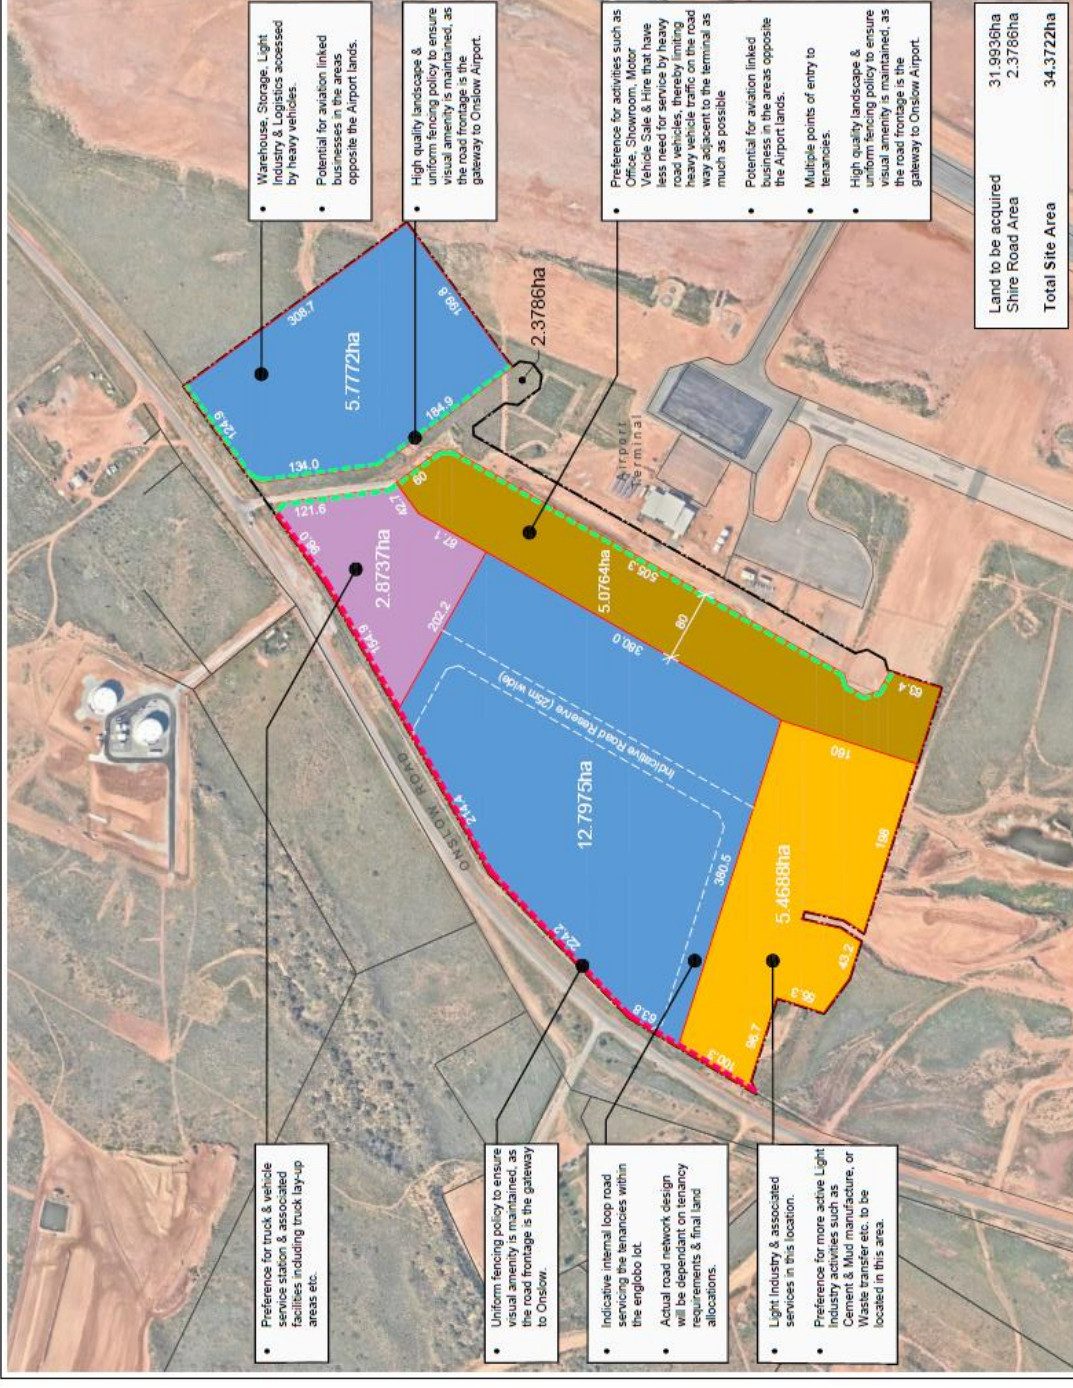 Preference for truck & vehicle
service station & associated
facilities including truck lay-up
areas etc.
Uniform fencing policy to ensure
visual amenity is maintained, as
the road frontage is the gateway
to Onslow.
Indicative internal loop road
servicing the tenancies within
the englobo lot.
Actual road network design
will be dependant on tenancy
requirements & final land
allocations.
Light Industry & associated
services in this location.
Preference for more active Light
Industry activities such as
Cement & Mud manufacture, or
Waste transfer etc. to be
located in this area.
Warehouse, Storage, Light
Industry & Logistics accessed
by heavy vehicles.
Potential for aviation linked
businesses in the areas
opposite the Airport lands.
High quality landscape &
uniform fencing policy to ensure
visual amenity is maintained, as
the road frontage is the
gateway to Onslow Airport.
Preference for activities such as
Office, Showroom, Motor
Vehicle Sale & Hire that have
less need for service by heavy
road vehicles, thereby limiting
heavy vehicle traffic on the road
way adjacent to the terminal as
much as possible
Potential for aviation linked
business in the areas opposite
the Airport lands.
Multiple points of entry to
tenancies.
High quality landscape &
uniform fencing policy to ensure
visual amenity is maintained, as
the road frontage is the
gateway to Onslow Airport.
Land to be acquired 31.9936ha
Shire Road Area 2.3786ha
Total Site Area 34.3722ha
ONSLOW ROAD
Airport
Terminal
Indicative Road Reserve (25m wide)
5.7772ha
308.7
199.8
124.9
134.0
184.9
2.3786ha
2.8737ha
121.6
98.0
154.9
202.2
87.1
42.7
60
5.0764ha
505.3
80
380.0
63.4
160
12.7975ha
214.4
224.2
63.8
380.5
5.4688ha
198
43.2
55.3
96.7
100.3